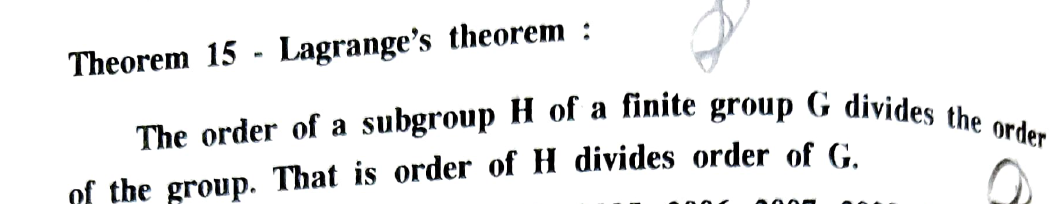 Theorem 15 - Lagrange's theorem :
The order of a subgroup H of a finite group G divides the order
of the group. That is order of H divides order of G.